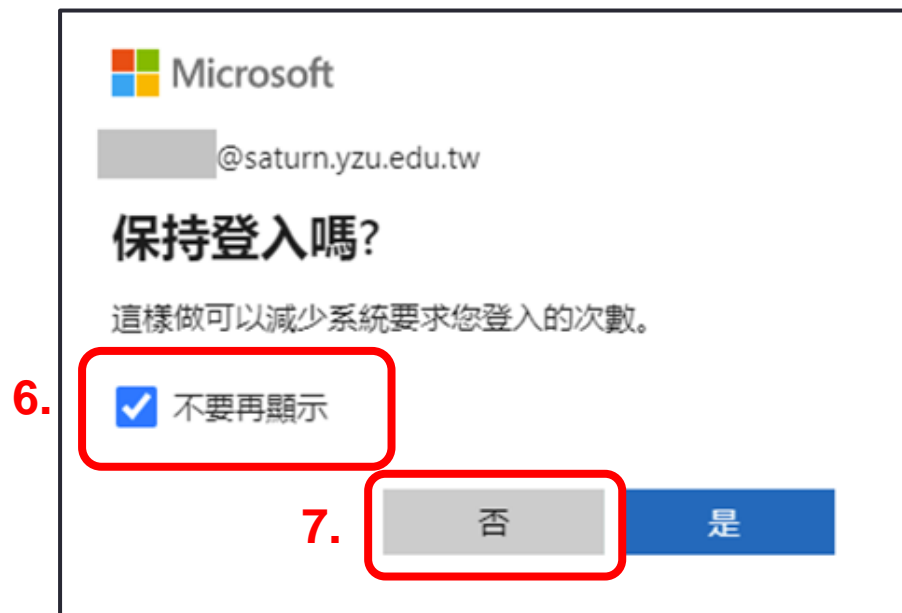 Microsoft
@saturn.yzu.edu.tw
保持登入嗎?
這樣做可以減少系統要求您登入的次數。
6.
不要再顯示
7.
否
是